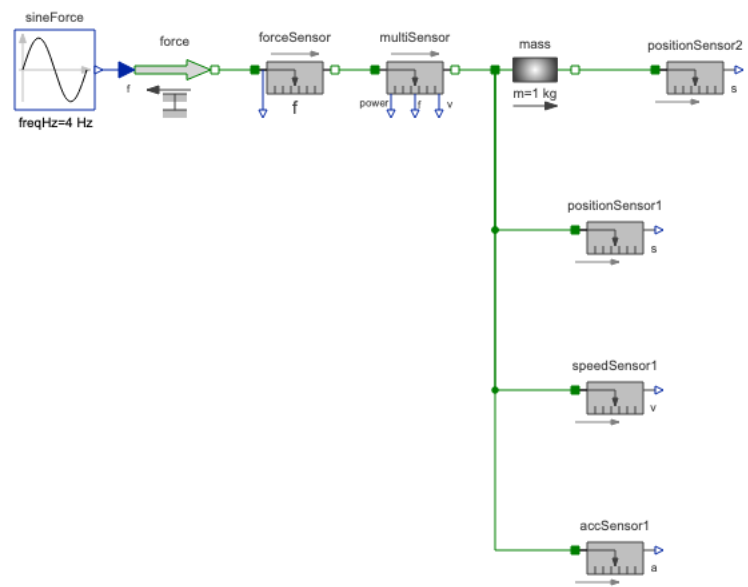 sineForce
freqHz=4 Hz
f
force
forceSensor
f
multiSensor
power
f
v
mass
m=1 kg
positionSensor2
s
positionSensor1
s
speedSensor1
v
accSensor1
a